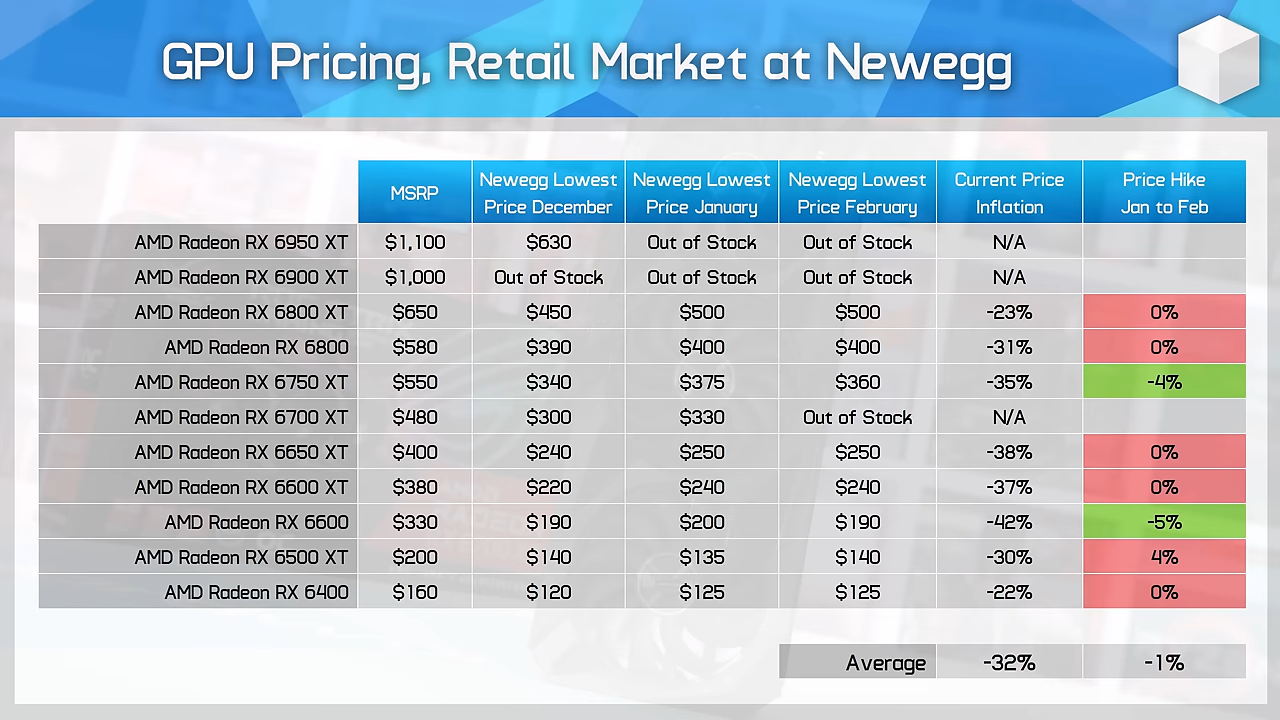 GPU Pricing, Retail Market at Newegg
MSRP Newegg Lowest Price December Newegg Lowest Price January Newegg Lowest Price February Current Price Inflation Price Hike Jan to Feb
AMD Radeon RX 6950 XT $1,100 $630 Out of Stock Out of Stock N/A
AMD Radeon RX 6900 XT $1,000 Out of Stock Out of Stock Out of Stock N/A
AMD Radeon RX 6800 XT $650 $450 $500 $500 -23% 0%
AMD Radeon RX 6800 $580 $390 $400 $400 -31% 0%
AMD Radeon RX 6750 XT $550 $340 $375 $360 -35% -4%
AMD Radeon RX 6700 XT $480 $300 $330 Out of Stock N/A
AMD Radeon RX 6650 XT $400 $240 $250 $250 -38% 0%
AMD Radeon RX 6600 XT $380 $220 $240 $240 -37% 0%
AMD Radeon RX 6600 $330 $190 $200 $190 -42% -5%
AMD Radeon RX 6500 XT $200 $140 $135 $140 -30% 4%
AMD Radeon RX 6400 $160 $120 $125 $125 -22% 0%
Average -32% -1%